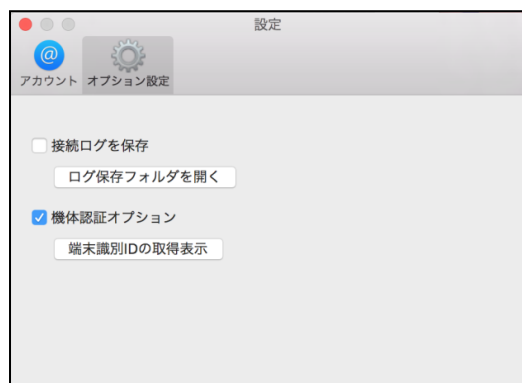 設定
@
アカウント オプション設定
接続ログを保存
ログ保存フォルダを開く
機体認証オプション
端末識別IDの取得表示